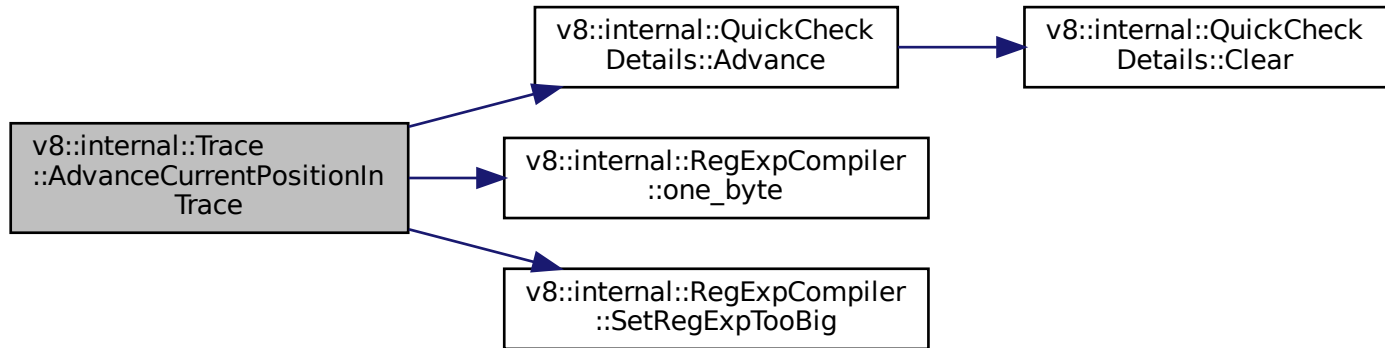 v8::internal::Trace
::AdvanceCurrentPositionIn
Trace
v8::internal::QuickCheck
Details::Advance
v8::internal::QuickCheck
Details::Clear
v8::internal::RegExpCompiler
::one_byte
v8::internal::RegExpCompiler
::SetRegExpTooBig